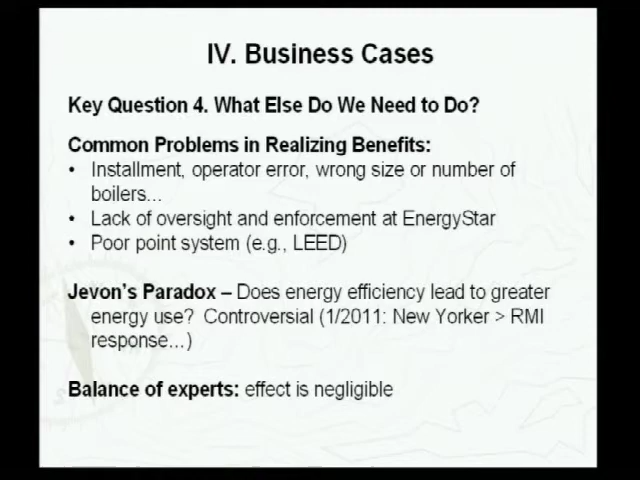 IV. Business Cases
Key Question 4. What Else Do We Need to Do?
Common Problems in Realizing Benefits:
• Installment, operator error, wrong size or number of
boilers...
• Lack of oversight and enforcement at EnergyStar
• Poor point system (e.g., LEED)
Jevon's Paradox – Does energy efficiency lead to greater
energy use? Controversial (1/2011: New Yorker > RMI
response...)
Balance of experts: effect is negligible